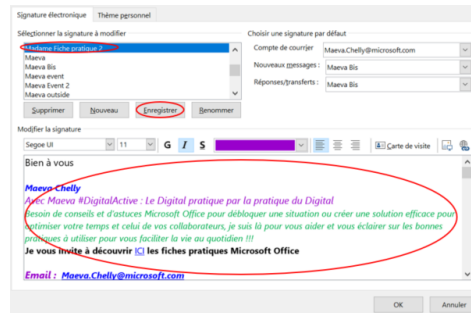 Signature électronique Thème personnel
Sélectionner la signature à modifier
Choisir une signature par défaut
Madame Fiche pratique 2
Maeva
Maeva Bis
Maeva event
Maeva Event 2
Maeva outside
Compte de courrier Maeva.Chelly@microsoft.com
Nouveaux messages : Maeva Bis
Réponses/transferts : Maeva Bis
Supprimer Nouveau Enregistrer Renommer
Modifier la signature
Segoe UI 11 G I S Carte de visite
Bien à vous
Maeva Chelly
Avec Maeva #DigitalActive : Le Digital pratique par la pratique du Digital
Besoin de conseils et d'astuces Microsoft Office pour débloquer une situation ou créer une solution efficace pour
optimiser votre temps et celui de vos collaborateurs, je suis là pour vous aider et vous éclairer sur les bonnes
pratiques à utiliser pour vous faciliter la vie au quotidien !!!
Je vous invite à découvrir ICI les fiches pratiques Microsoft Office
Email : Maeva.Chelly@microsoft.com
OK Annuler